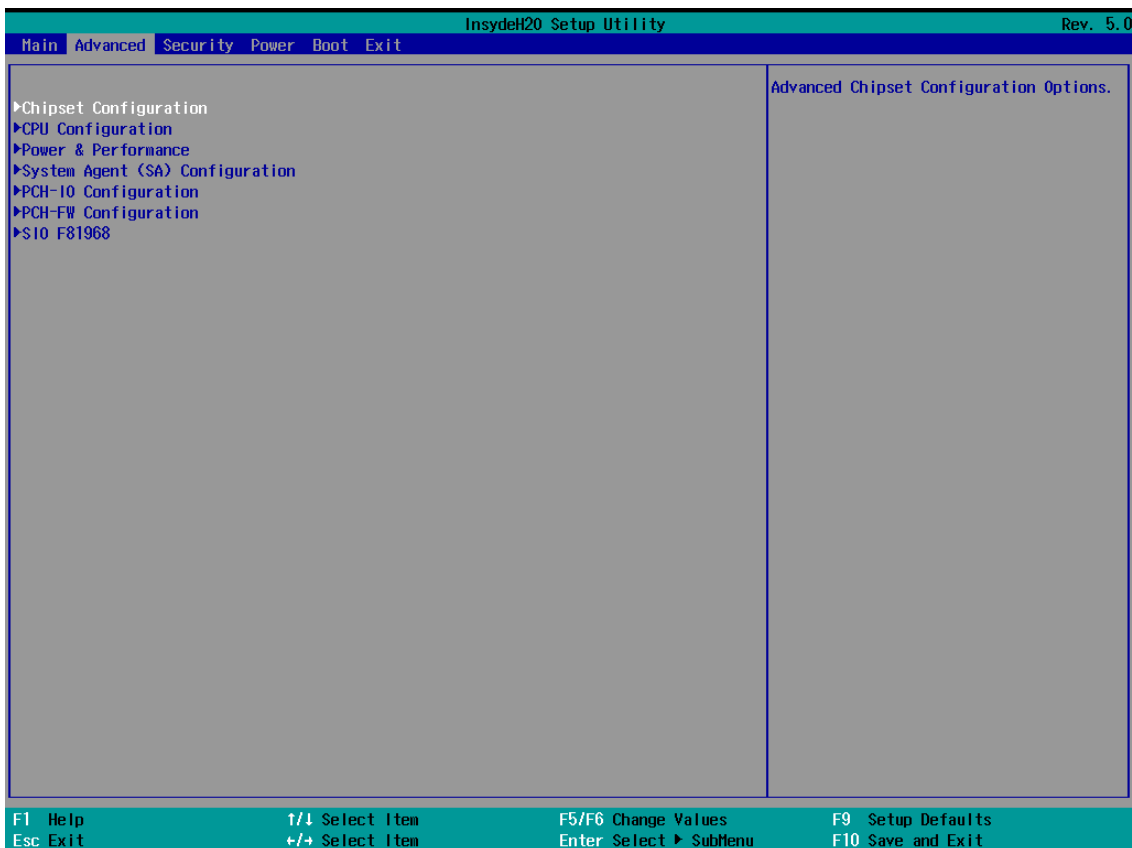 InsydeH20 Setup Utility Rev. 5.0
Main Advanced Security Power Boot Exit
Advanced Chipset Configuration Options.
▶Chipset Configuration
▶CPU Configuration
▶Power & Performance
▶System Agent (SA) Configuration
▶PCH-IO Configuration
▶PCH-FW Configuration
▶SIO F81968
F1 Help ↑/↓ Select Item F5/F6 Change Values F9 Setup Defaults
Esc Exit ←/→ Select Item Enter Select ▶ SubMenu F10 Save and Exit